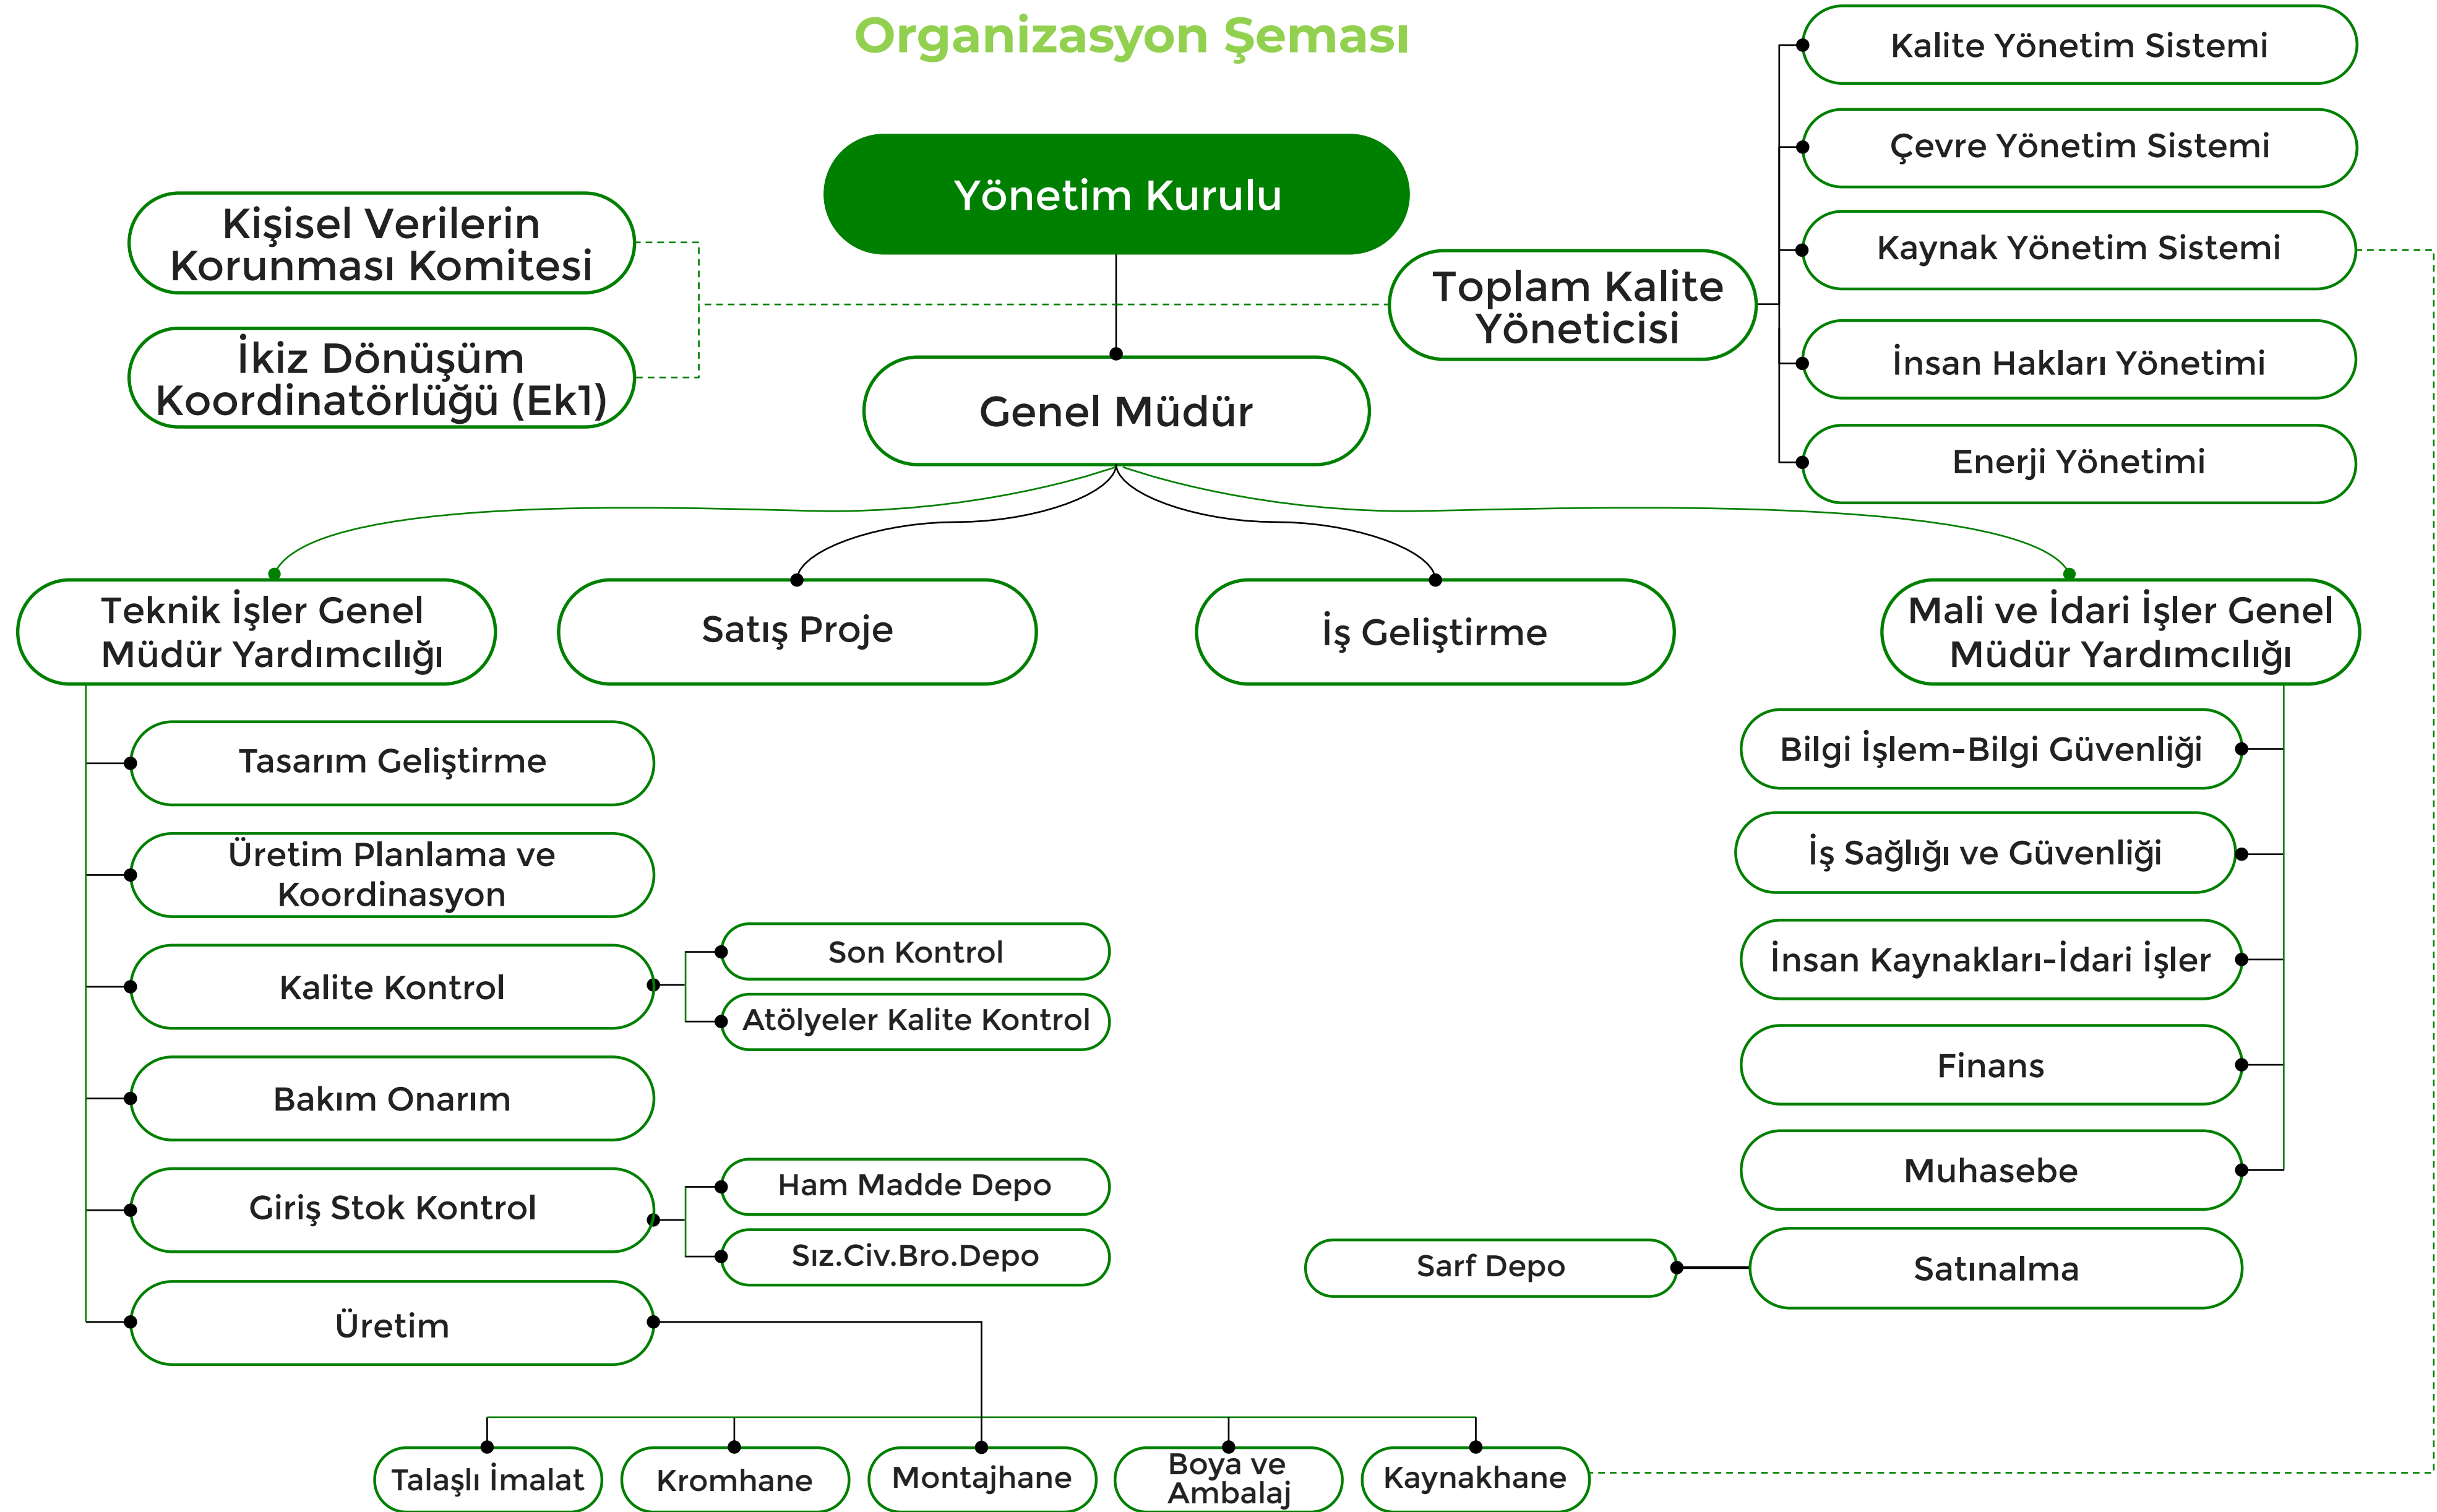 Organizasyon Şeması
Yönetim Kurulu
Kişisel Verilerin
Korunması Komitesi
İkiz Dönüşüm
Koordinatörlüğü (Ek1)
Toplam Kalite
Yöneticisi
Kalite Yönetim Sistemi
Çevre Yönetim Sistemi
Kaynak Yönetim Sistemi
İnsan Hakları Yönetimi
Enerji Yönetimi
Genel Müdür
Teknik İşler Genel
Müdür Yardımcılığı
Satış Proje
İş Geliştirme
Mali ve İdari İşler Genel
Müdür Yardımcılığı
Tasarım Geliştirme
Üretim Planlama ve
Koordinasyon
Kalite Kontrol
Son Kontrol
Atölyeler Kalite Kontrol
Bakım Onarım
Giriş Stok Kontrol
Ham Madde Depo
Sız.Civ.Bro.Depo
Üretim
Bilgi İşlem-Bilgi Güvenliği
İş Sağlığı ve Güvenliği
İnsan Kaynakları-İdari İşler
Finans
Muhasebe
Satınalma
Sarf Depo
Talaşlı İmalat
Kromhane
Montajhane
Boya ve
Ambalaj
Kaynakhane